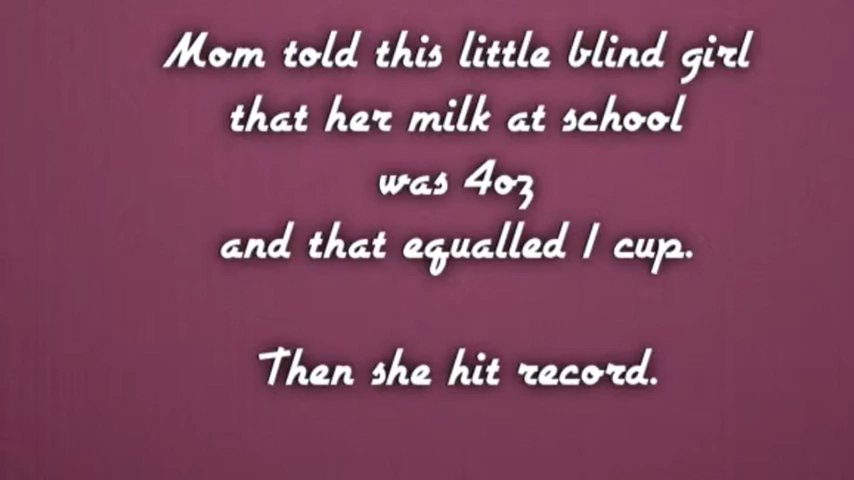 Mom told this little blind girl
that her milk at school
was 4oz
and that equalled 1 cup.
Then she hit record.